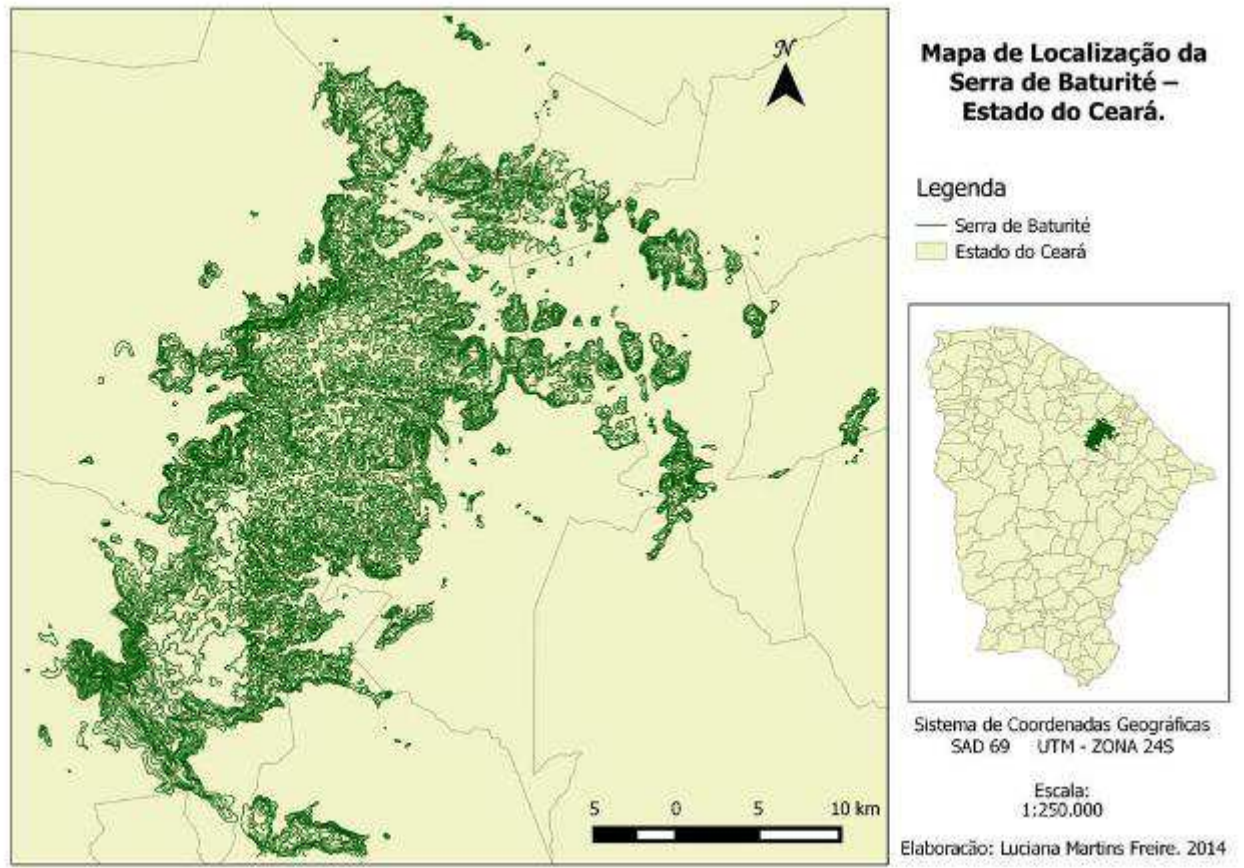 N
Mapa de Localização da
Serra de Baturité –
Estado do Ceará.
Legenda
Serra de Baturité
Estado do Ceará
Sistema de Coordenadas Geográficas
SAD 69 UTM - ZONA 24S
Escala:
1:250.000
Elaboracão: Luciana Martins Freire. 2014
5 0 5 10 km